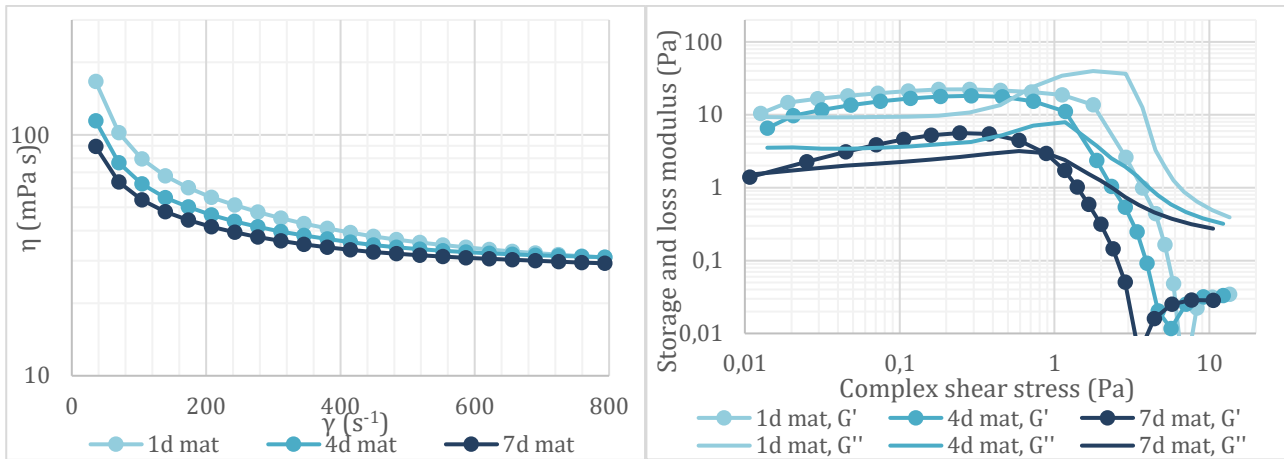 η (mPa s)
100
10
0
200
400
600
800
γ (s⁻¹)
1d mat
4d mat
7d mat
Storage and loss modulus (Pa)
100
10
1
0,1
0,01
0,01
0,1
1
10
Complex shear stress (Pa)
1d mat, G'
4d mat, G'
7d mat, G'
1d mat, G''
4d mat, G''
7d mat, G''